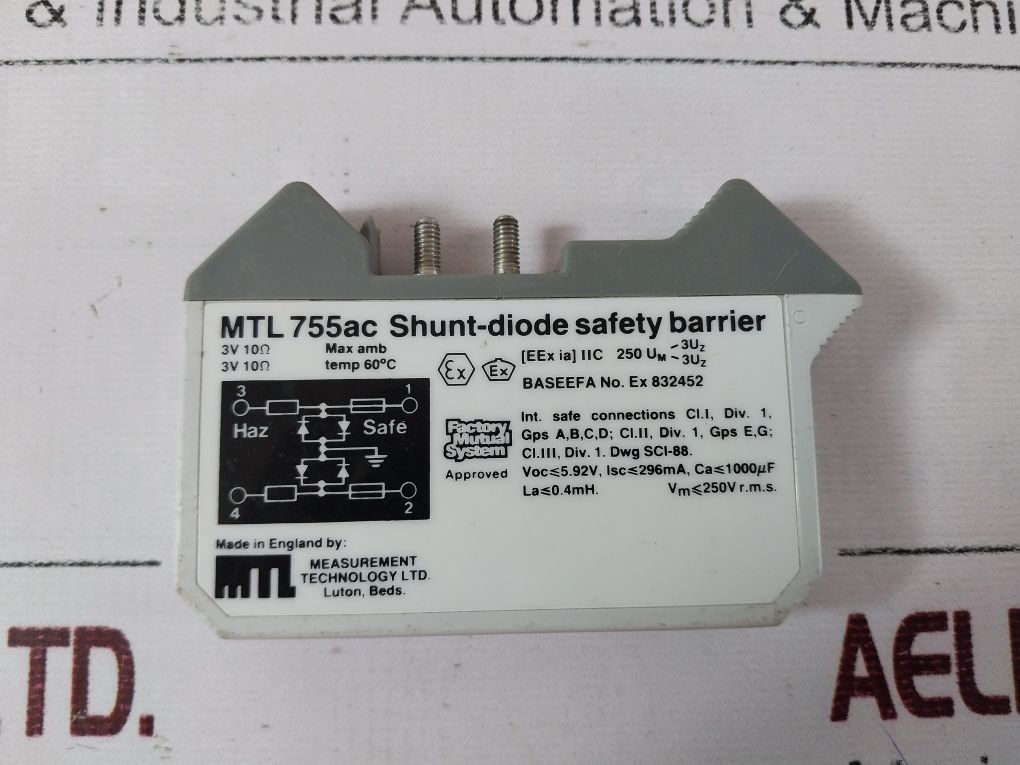 & Industrial Automation & Machi
MTL 755ac Shunt-diode safety barrier
3V 10Ω Max amb
3V 10Ω temp 60°C
Ex Ex
[EEx ia] IIC 250 UM ~3Uz
~3Uz
BASEEFA No. Ex 832452
3 1
Haz Safe
4 2
Factory
Mutual
System
Approved
Int. safe connections Cl.I, Div. 1,
Gps A,B,C,D; Cl.II, Div. 1, Gps E,G;
Cl.III, Div. 1. Dwg SCI-88.
Voc≤5.92V, Isc≤296mA, Ca≤1000µF
La≤0.4mH. Vm≤250V r.m.s.
Made in England by:
MTL
MEASUREMENT
TECHNOLOGY LTD.
Luton, Beds.
LTD.
AEL